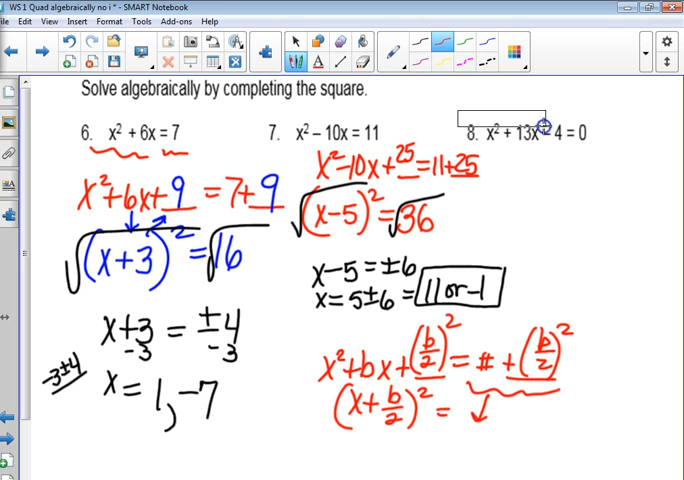 WS 1 Quad algebraically no i * - SMART Notebook
File Edit View Insert Format Tools Add-ons Help
Solve algebraically by completing the square.
6. x² + 6x = 7
7. x² – 10x = 11
8. x² + 13x 4 = 0
x² + 6x + 9 = 7 + 9
√(x + 3)² = √16
x + 3 = ± 4
-3 -3
-3 ± 4
x = 1, -7
x² - 10x + 25 = 11 + 25
√(x - 5)² = √36
x - 5 = ± 6
x = 5 ± 6 = 11 or -1
x² + bx + (b/2)² = # + (b/2)²
(x + b/2)² = ↓